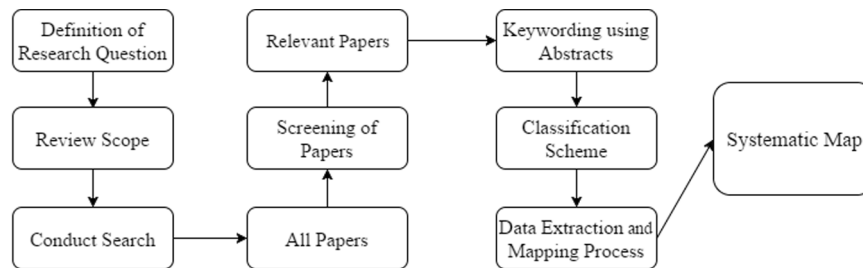 Definition of
Research Question
Review Scope
Conduct Search
All Papers
Screening of
Papers
Relevant Papers
Keywording using
Abstracts
Classification
Scheme
Data Extraction and
Mapping Process
Systematic Map